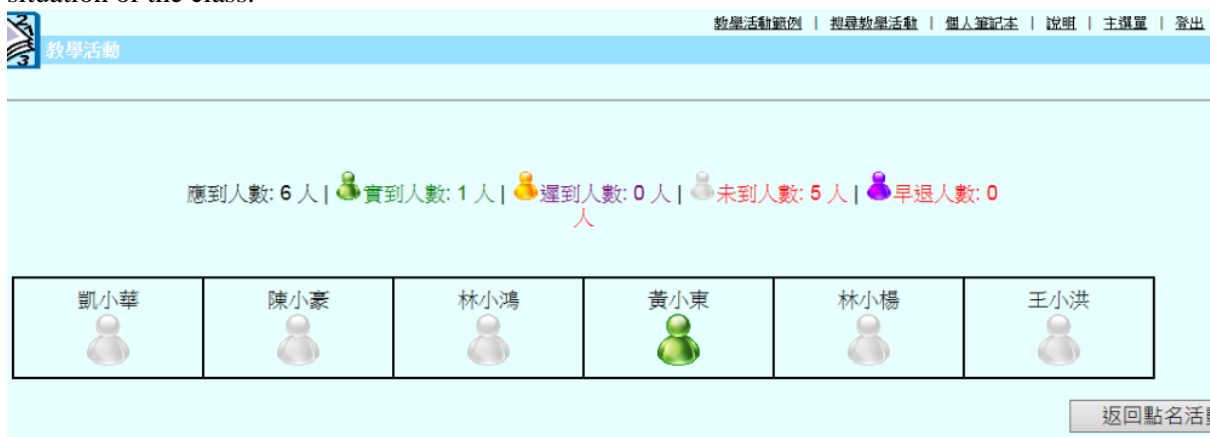 situation of the class.
教學活動範例 | 搜尋教學活動 | 個人筆記本 | 說明 | 主選單 | 登出
2
3
教學活動
應到人數: 6 人 | 實到人數: 1 人 | 遲到人數: 0 人 | 未到人數: 5 人 | 早退人數: 0
人
凱小華 陳小豪 林小鴻 黃小東 林小楊 王小洪
返回點名活動